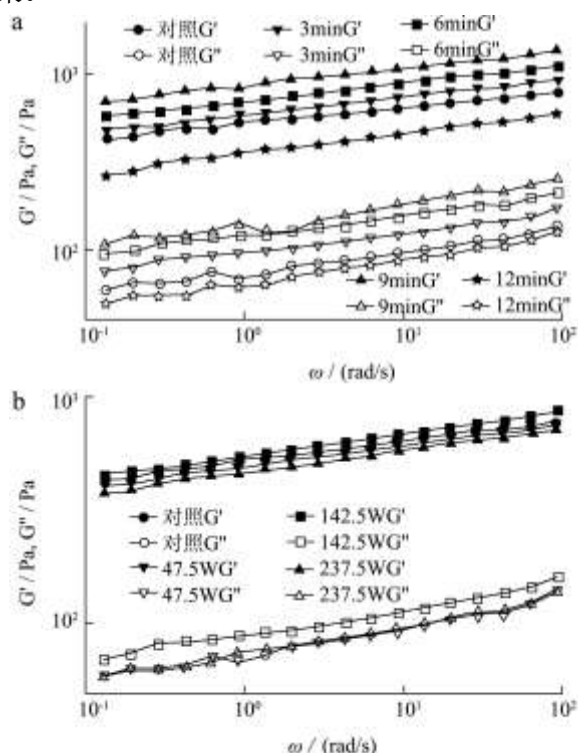 a
对照G' 3minG' 6minG'
对照G" 3minG" 6minG"
10³
G' / Pa, G" / Pa
10²
9minG' 12minG'
9minG" 12minG"
10⁻¹ 10⁰ 10¹ 10²
ω / (rad/s)
b
10³
G' / Pa, G" / Pa
对照G' 142.5WG'
对照G" 142.5WG"
47.5WG' 237.5WG'
47.5WG" 237.5WG"
10²
10⁻¹ 10⁰ 10¹ 10²
ω / (rad/s)